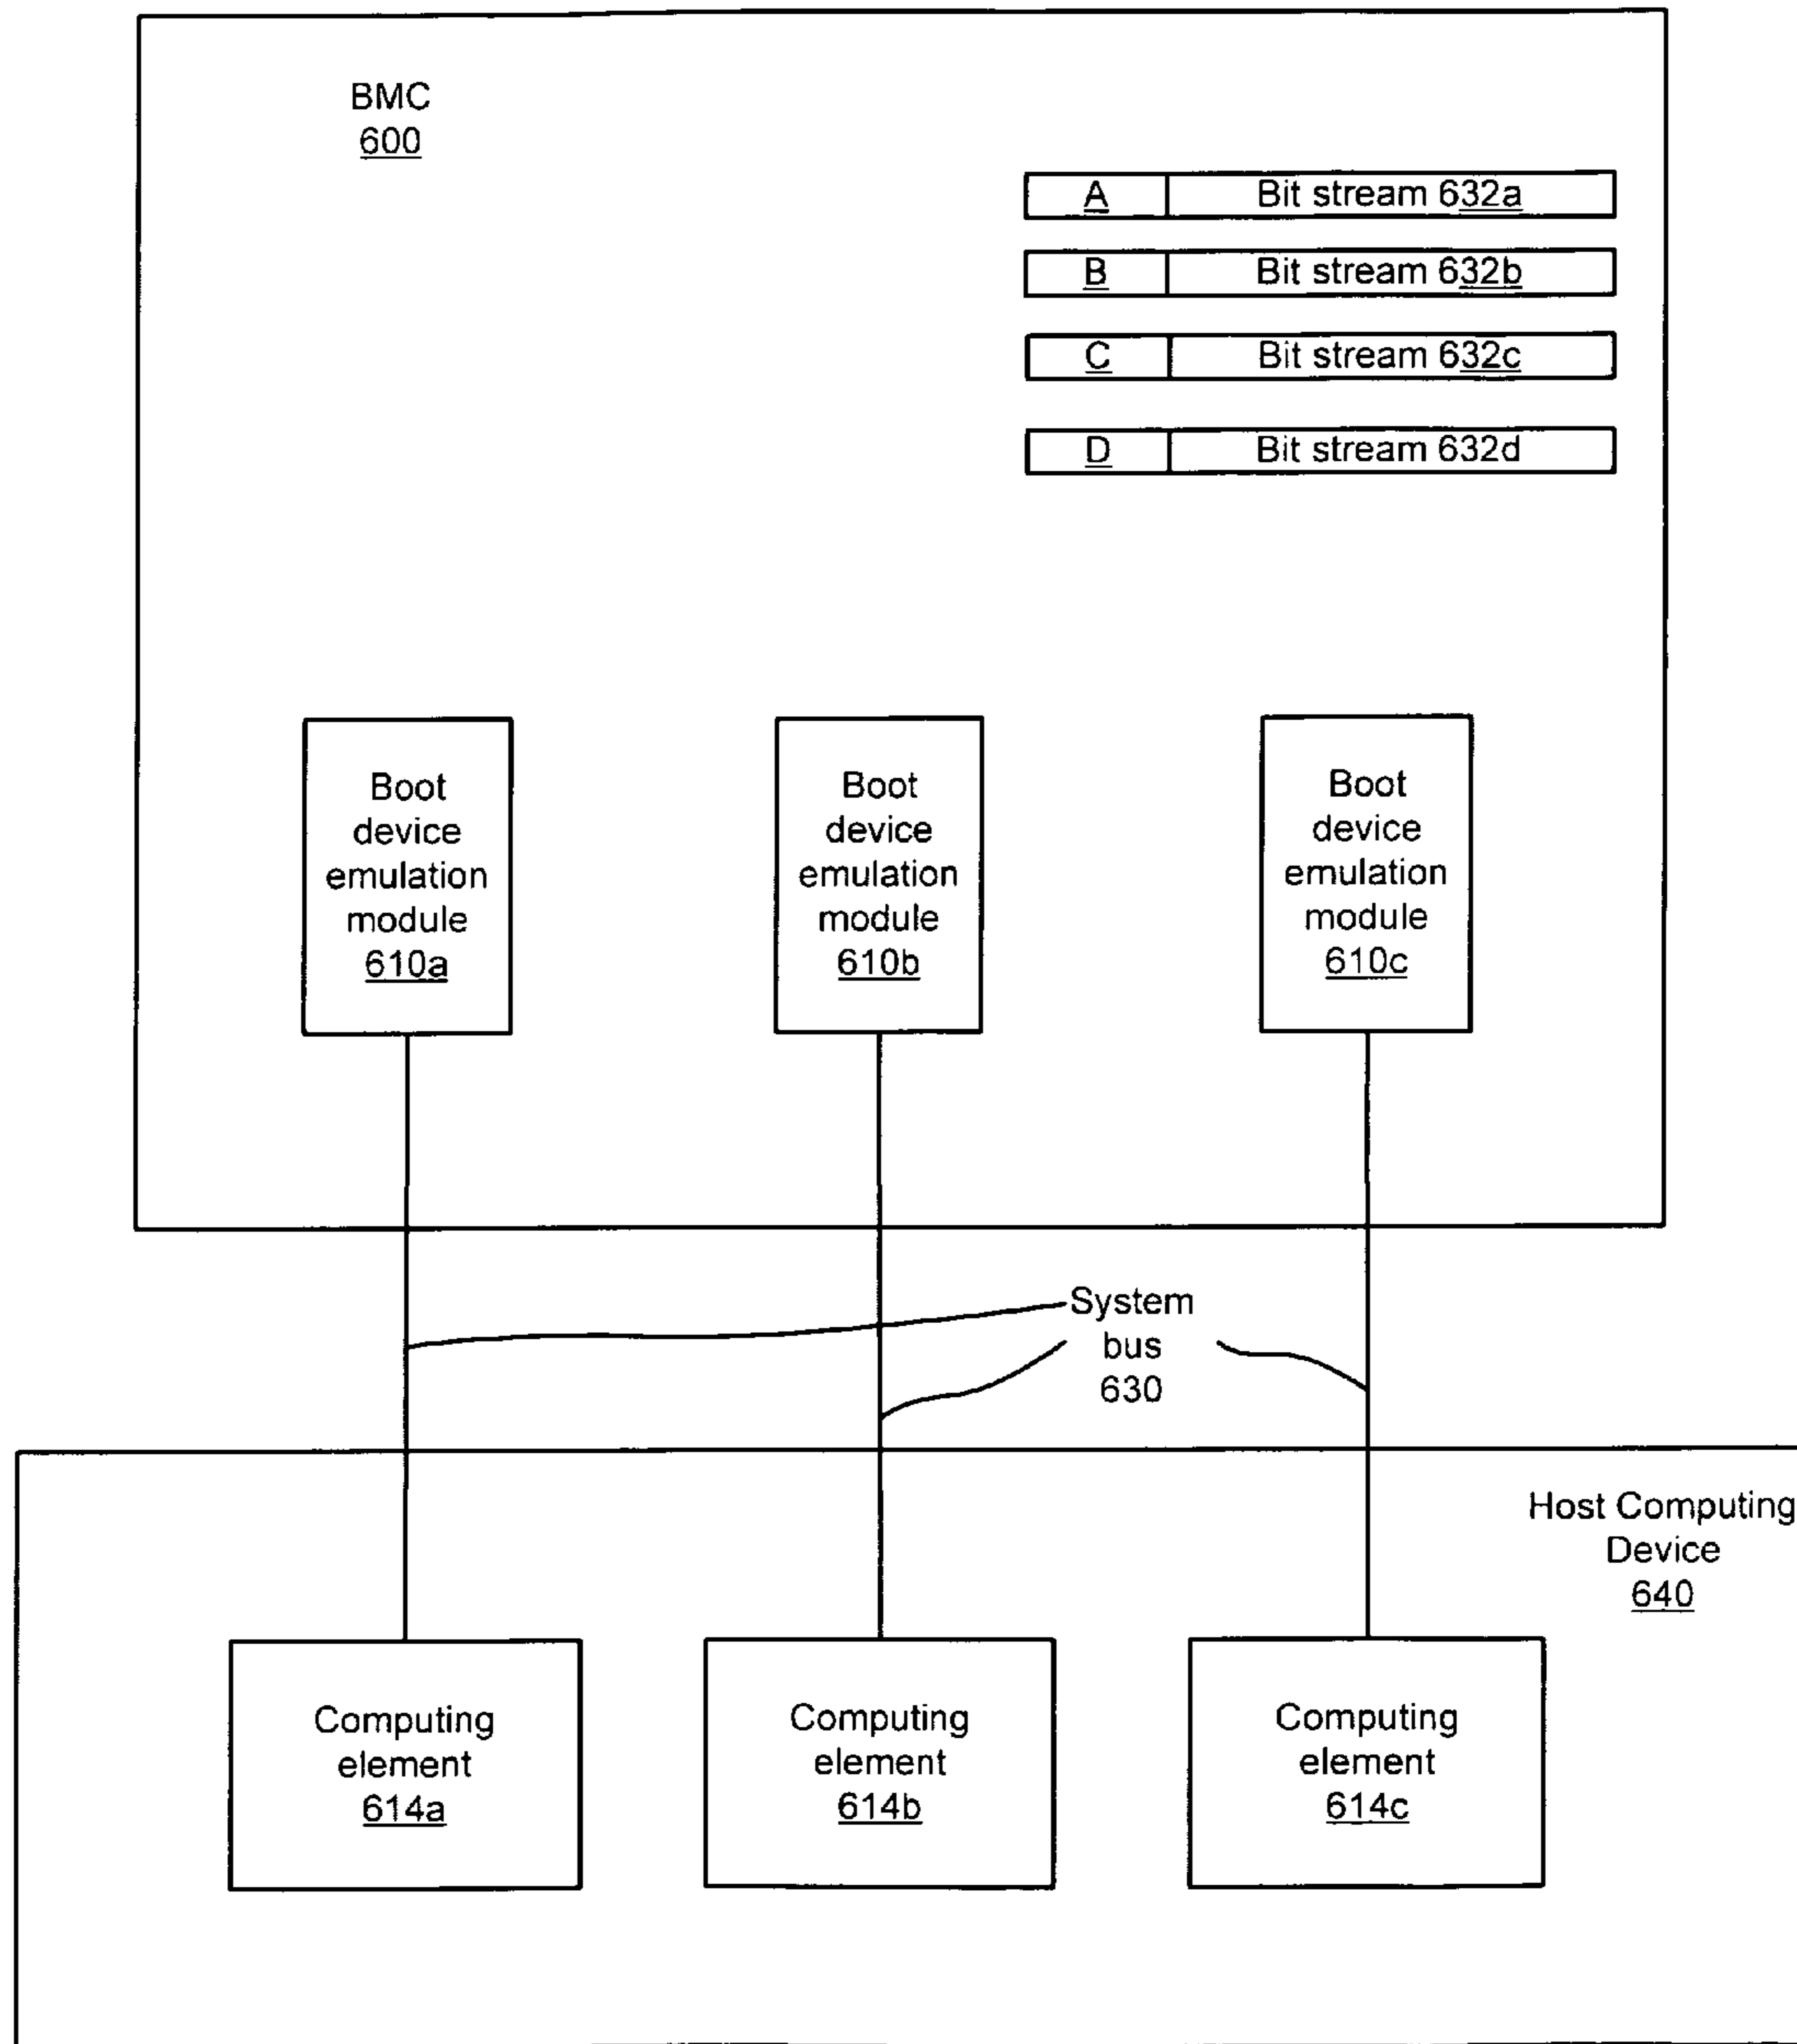 BMC
600
A Bit stream 632a
B Bit stream 632b
C Bit stream 632c
D Bit stream 632d
Boot
device
emulation
module
610a
Boot
device
emulation
module
610b
Boot
device
emulation
module
610c
System
bus
630
Host Computing
Device
640
Computing
element
614a
Computing
element
614b
Computing
element
614c